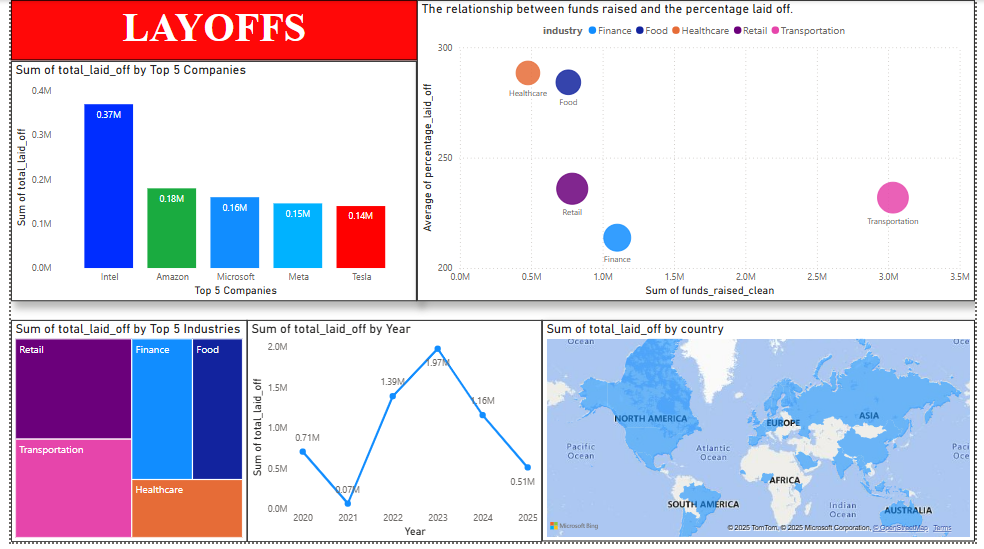 LAYOFFS
Sum of total_laid_off by Top 5 Companies
Sum of total_laid_off
0.4M
0.3M
0.2M
0.1M
0.0M
0.37M
0.18M
0.16M
0.15M
0.14M
Intel Amazon Microsoft Meta Tesla
Top 5 Companies
The relationship between funds raised and the percentage laid off.
industry Finance Food Healthcare Retail Transportation
Average of percentage_laid_off
300
250
200
Healthcare
Food
Retail
Transportation
Finance
0.0M 0.5M 1.0M 1.5M 2.0M 2.5M 3.0M 3.5M
Sum of funds_raised_clean
Sum of total_laid_off by Top 5 Industries
Retail
Transportation
Finance
Food
Healthcare
Sum of total_laid_off by Year
Sum of total_laid_off
2.0M
1.5M
1.0M
0.5M
0.0M
0.71M
0.07M
1.39M
1.97M
1.16M
0.51M
2020 2021 2022 2023 2024 2025
Year
Sum of total_laid_off by country
Ocean
Oce
NORTH AMERICA
EUROPE
ASIA
Pacific
Ocean
Atlantic
Ocean
Paci
Oce
AFRICA
SOUTH AMERICA
Indian
Ocean
AUSTRALIA
Microsoft Bing
© 2025 TomTom, © 2025 Microsoft Corporation, © OpenStreetMap Terms